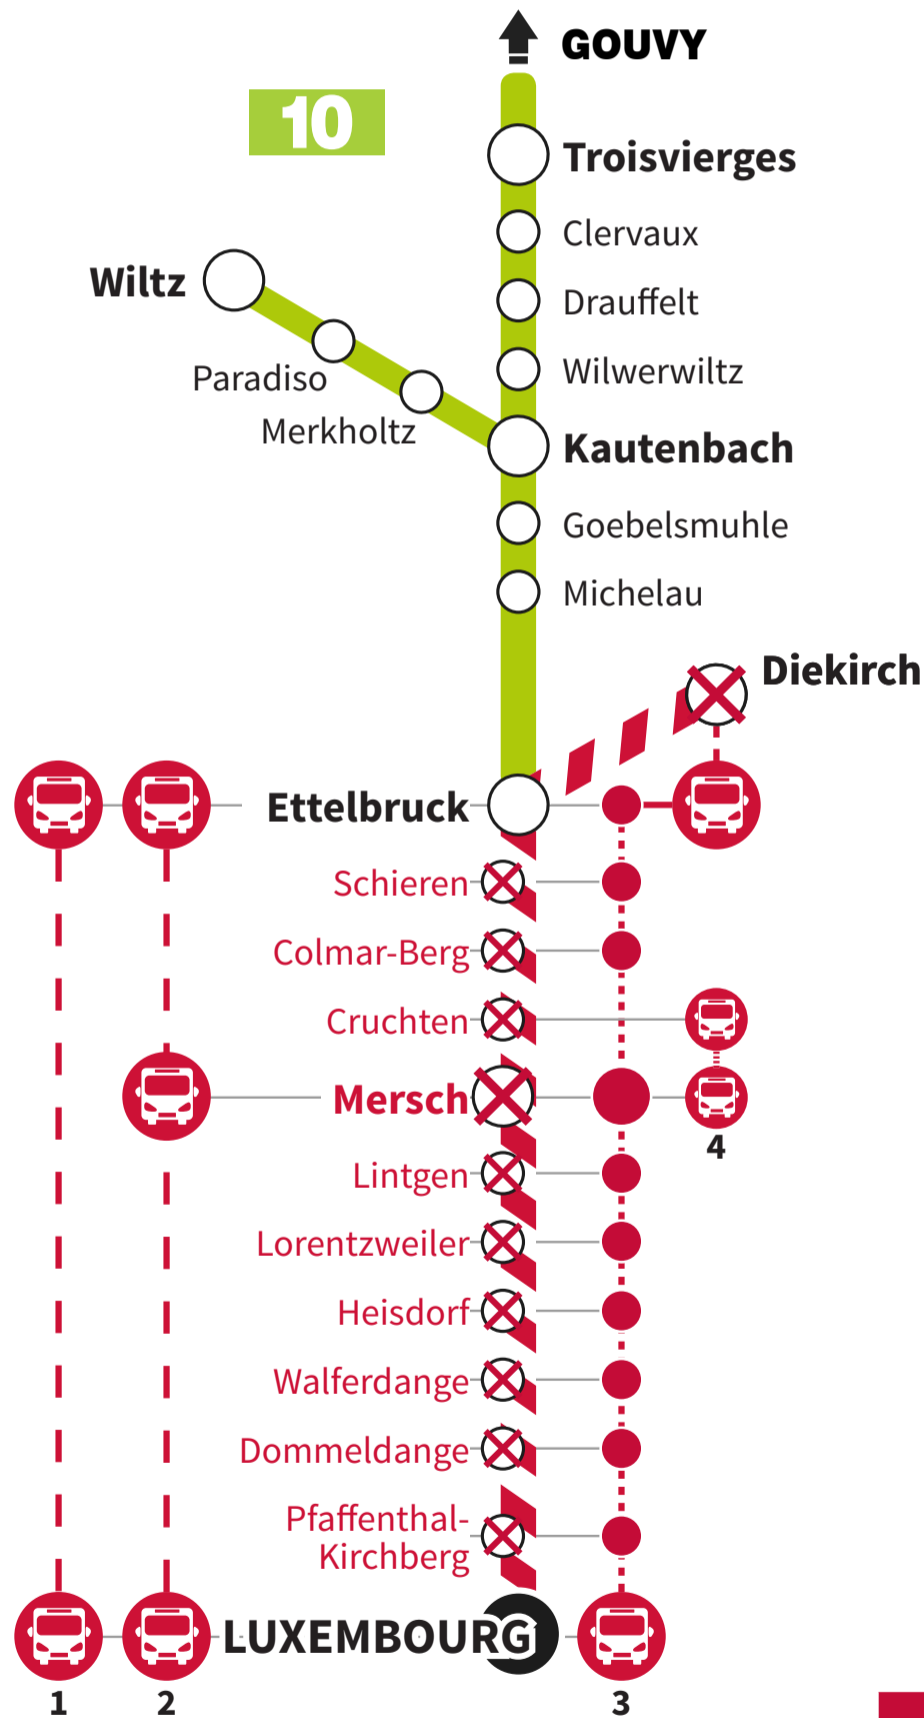 GOUVY
10
Troisvierges
Clervaux
Wiltz
Drauffelt
Paradiso
Wilwerwiltz
Merkholtz
Kautenbach
Goebelsmuhle
Michelau
Diekirch
Ettelbruck
Schieren
Colmar-Berg
Cruchten
Mersch
4
Lintgen
Lorentzweiler
Heisdorf
Walferdange
Dommeldange
Pfaffenthal-
Kirchberg
LUXEMBOURG
1 2 3